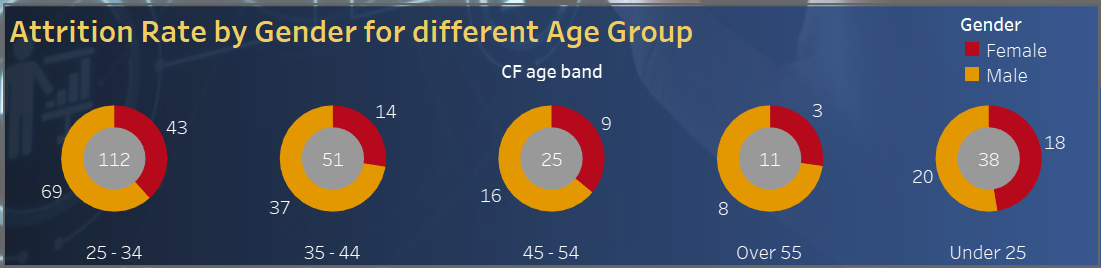 Attrition Rate by Gender for different Age Group
Gender
Female
Male
CF age band
43
112
69
14
51
37
9
25
16
3
11
8
18
38
20
25 - 34
35 - 44
45 - 54
Over 55
Under 25